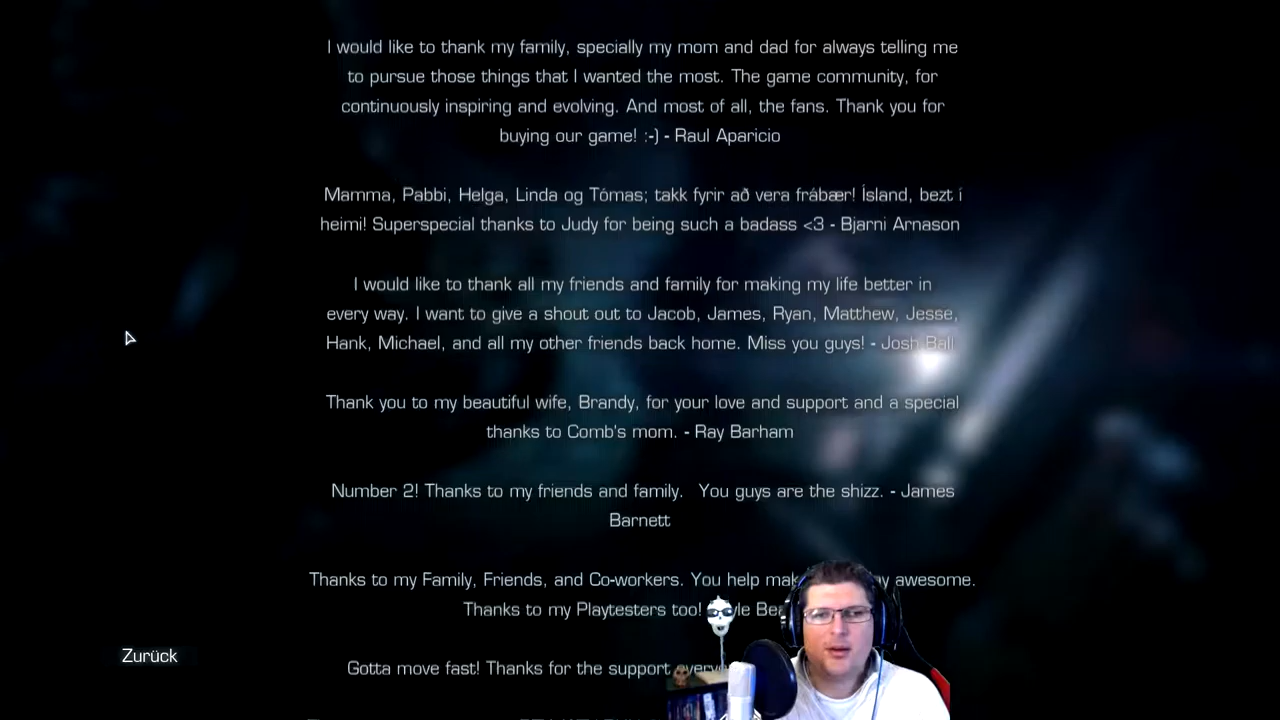 I would like to thank my family, specially my mom and dad for always telling me
to pursue those things that I wanted the most. The game community, for
continuously inspiring and evolving. And most of all, the fans. Thank you for
buying our game! :-) - Raul Aparicio
Mamma, Pabbi, Helga, Linda og Tómas; takk fyrir að vera frábær! Ísland, bezt í
heimi! Superspecial thanks to Judy for being such a badass <3 - Bjarni Arnason
I would like to thank all my friends and family for making my life better in
every way. I want to give a shout out to Jacob, James, Ryan, Matthew, Jesse,
Hank, Michael, and all my other friends back home. Miss you guys! - Josh Ball
Thank you to my beautiful wife, Brandy, for your love and support and a special
thanks to Comb's mom. - Ray Barham
Number 2! Thanks to my friends and family. You guys are the shizz. - James
Barnett
Thanks to my Family, Friends, and Co-workers. You help awesome.
Thanks to my Playtesters too!
Zurück
Gotta move fast! Thanks for the support